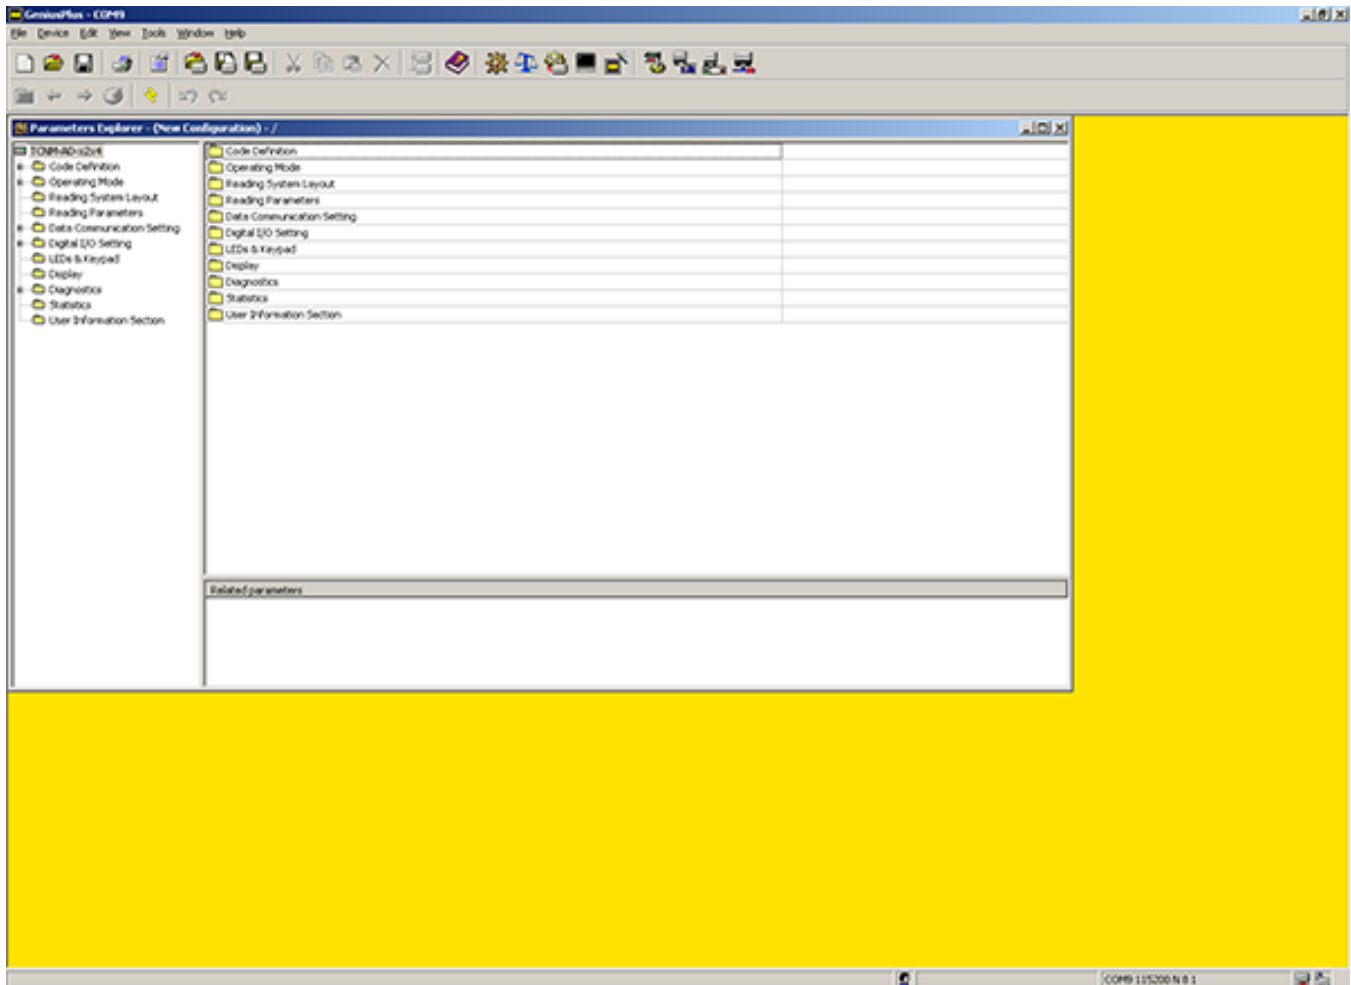 GeniusPlus - COM9
File Device Edit View Tools Window Help
Parameters Explorer - (New Configuration) - /
TCNM-AD-x2x4
Code Definition
Operating Mode
Reading System Layout
Reading Parameters
Data Communication Setting
Digital I/O Setting
LEDs & Keypad
Display
Diagnostics
Statistics
User Information Section
Code Definition
Operating Mode
Reading System Layout
Reading Parameters
Data Communication Setting
Digital I/O Setting
LEDs & Keypad
Display
Diagnostics
Statistics
User Information Section
Related parameters
COM9 115200 N 8 1